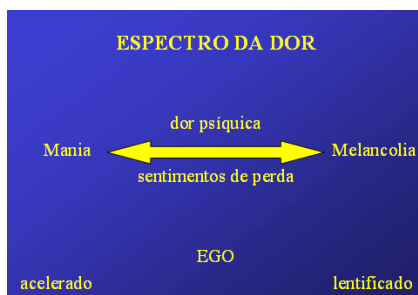 ESPECTRO DA DOR
dor psíquica
Mania
Melancolia
sentimentos de perda
EGO
acelerado
lentificado